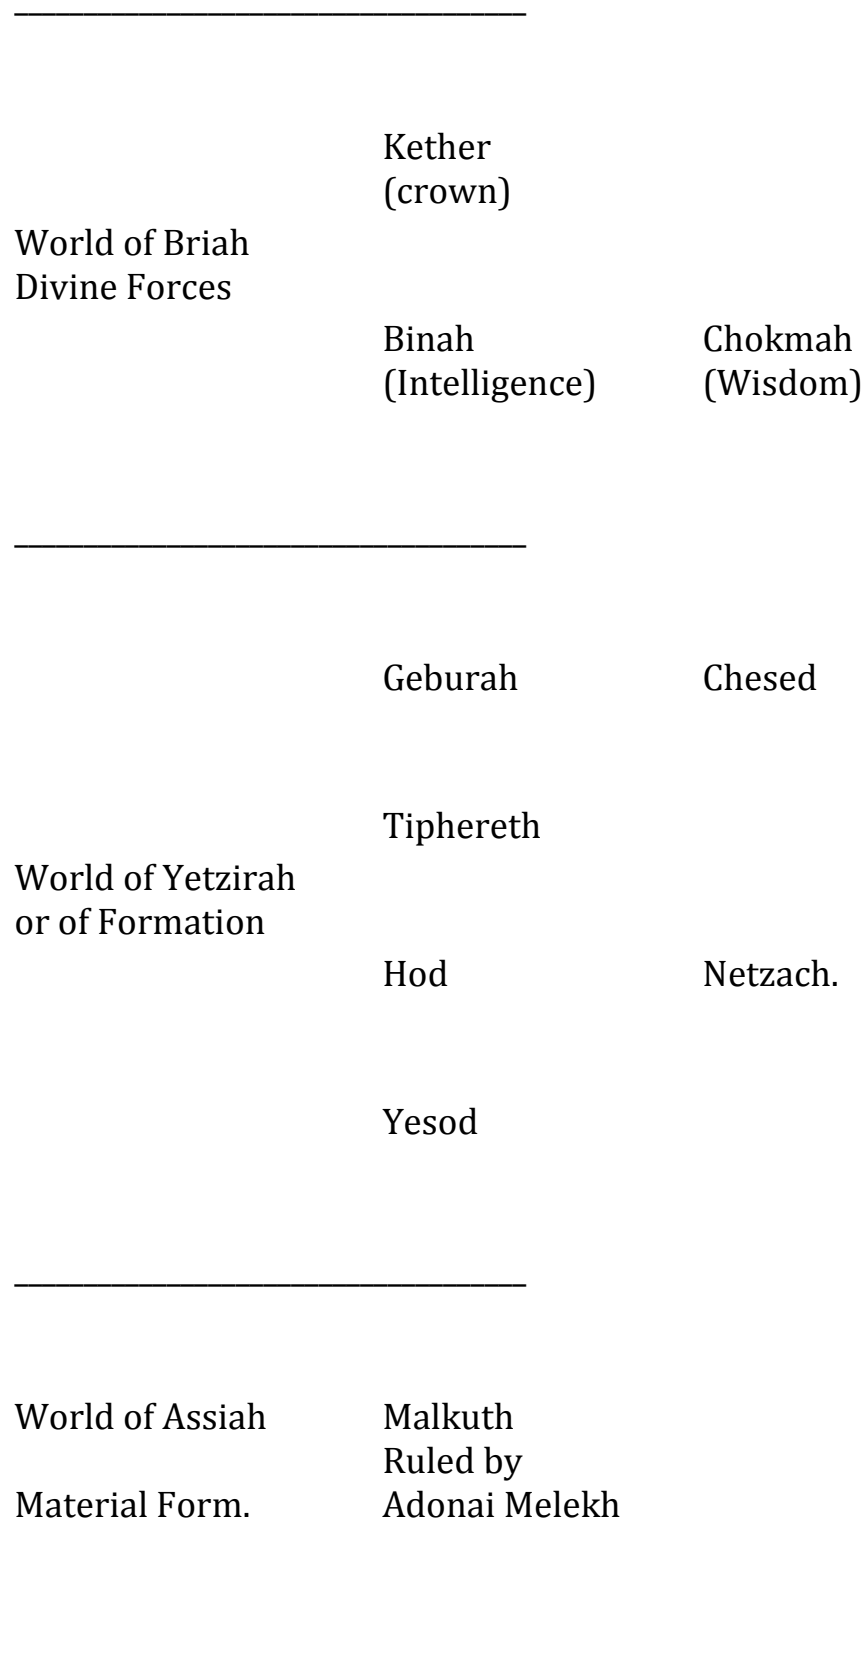 Kether
(crown)
World of Briah
Divine Forces
Binah Chokmah
(Intelligence) (Wisdom)
Geburah Chesed
Tiphereth
World of Yetzirah
or of Formation
Hod Netzach.
Yesod
World of Assiah Malkuth
Ruled by
Material Form. Adonai Melekh